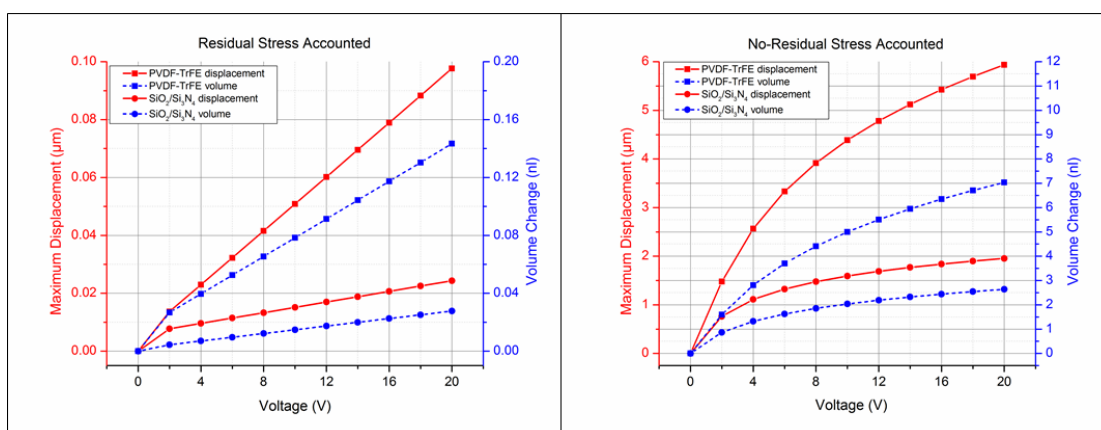 Residual Stress Accounted
PVDF-TrFE displacement
PVDF-TrFE volume
SiO₂/Si₃N₄ displacement
SiO₂/Si₃N₄ volume
Maximum Displacement (μm)
0.10
0.08
0.06
0.04
0.02
0.00
0.20
0.16
0.12
0.08
0.04
0.00
Volume Change (nl)
0 4 8 12 16 20
Voltage (V)
No-Residual Stress Accounted
PVDF-TrFE displacement
PVDF-TrFE volume
SiO₂/Si₃N₄ displacement
SiO₂/Si₃N₄ volume
Maximum Displacement (μm)
6
5
4
3
2
1
0
12
11
10
9
8
7
6
5
4
3
2
1
0
Volume Change (nl)
0 4 8 12 16 20
Voltage (V)